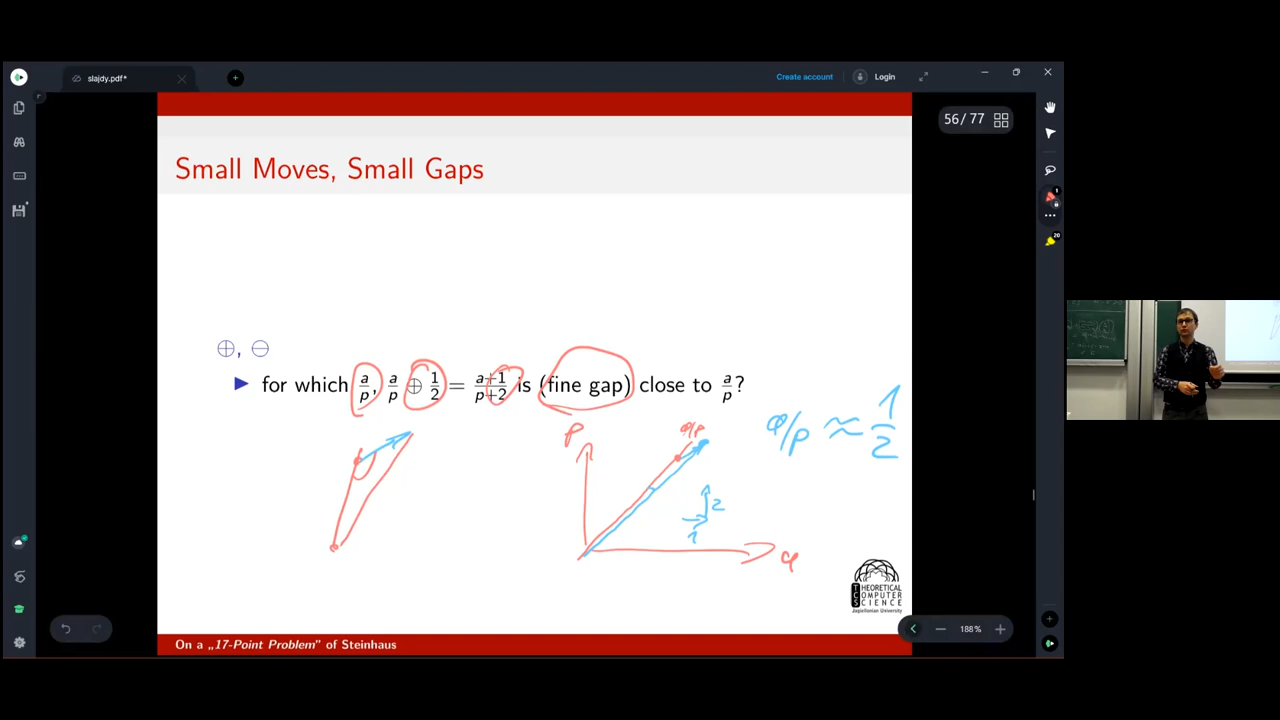 slajdy.pdf*
Create account
Login
56 / 77
Small Moves, Small Gaps
⊕, ⊖
for which a/p, a/p ⊕ 1/2 = a+1/p+2 is (fine gap) close to a/p?
a/p ≈ 1/2
p
a/p
2
1
a
THEORETICAL
COMPUTER
SCIENCE
Jagiellonian University
188%
On a „17-Point Problem" of Steinhaus
1
20